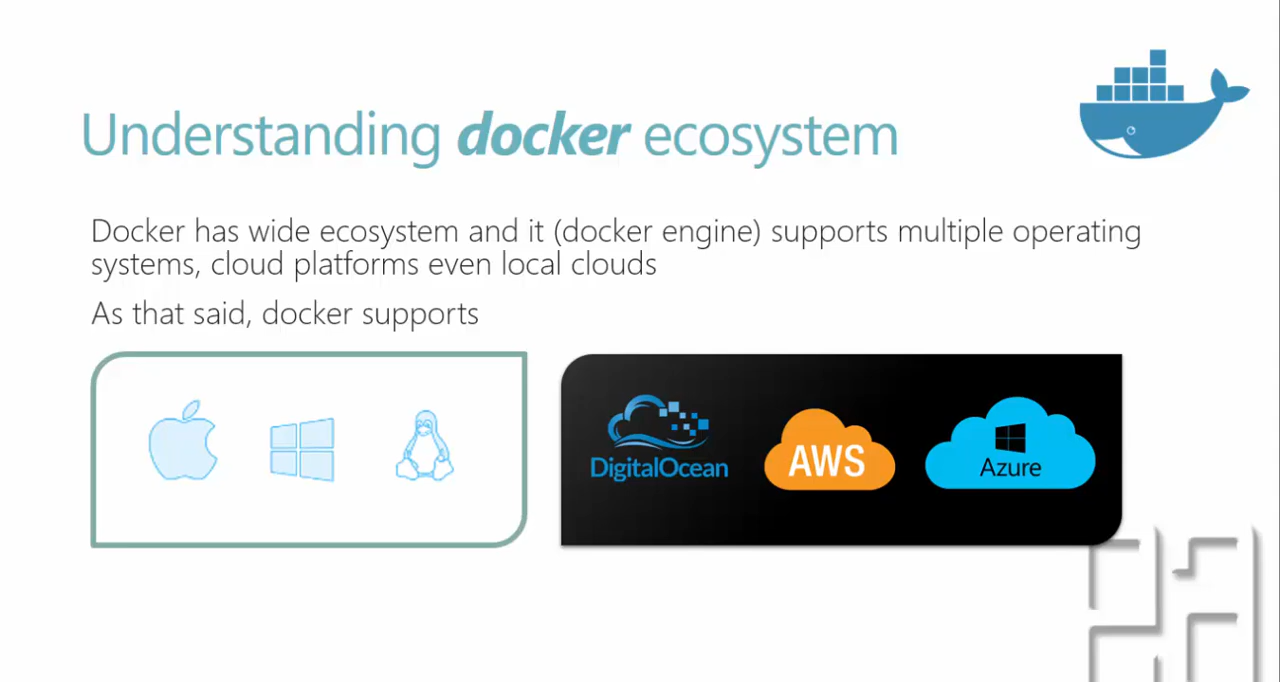 Understanding docker ecosystem
Docker has wide ecosystem and it (docker engine) supports multiple operating
systems, cloud platforms even local clouds
As that said, docker supports
DigitalOcean
AWS
Azure